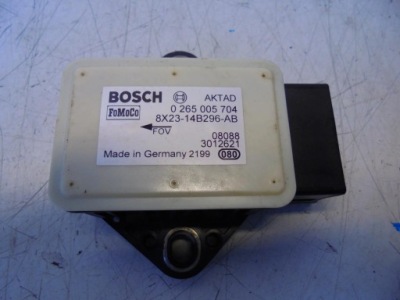 BOSCH AKTAD
0 265 005 704
FoMoCo 8X23-14B296-AB
FOV 08088
3012621
Made in Germany 2199 080